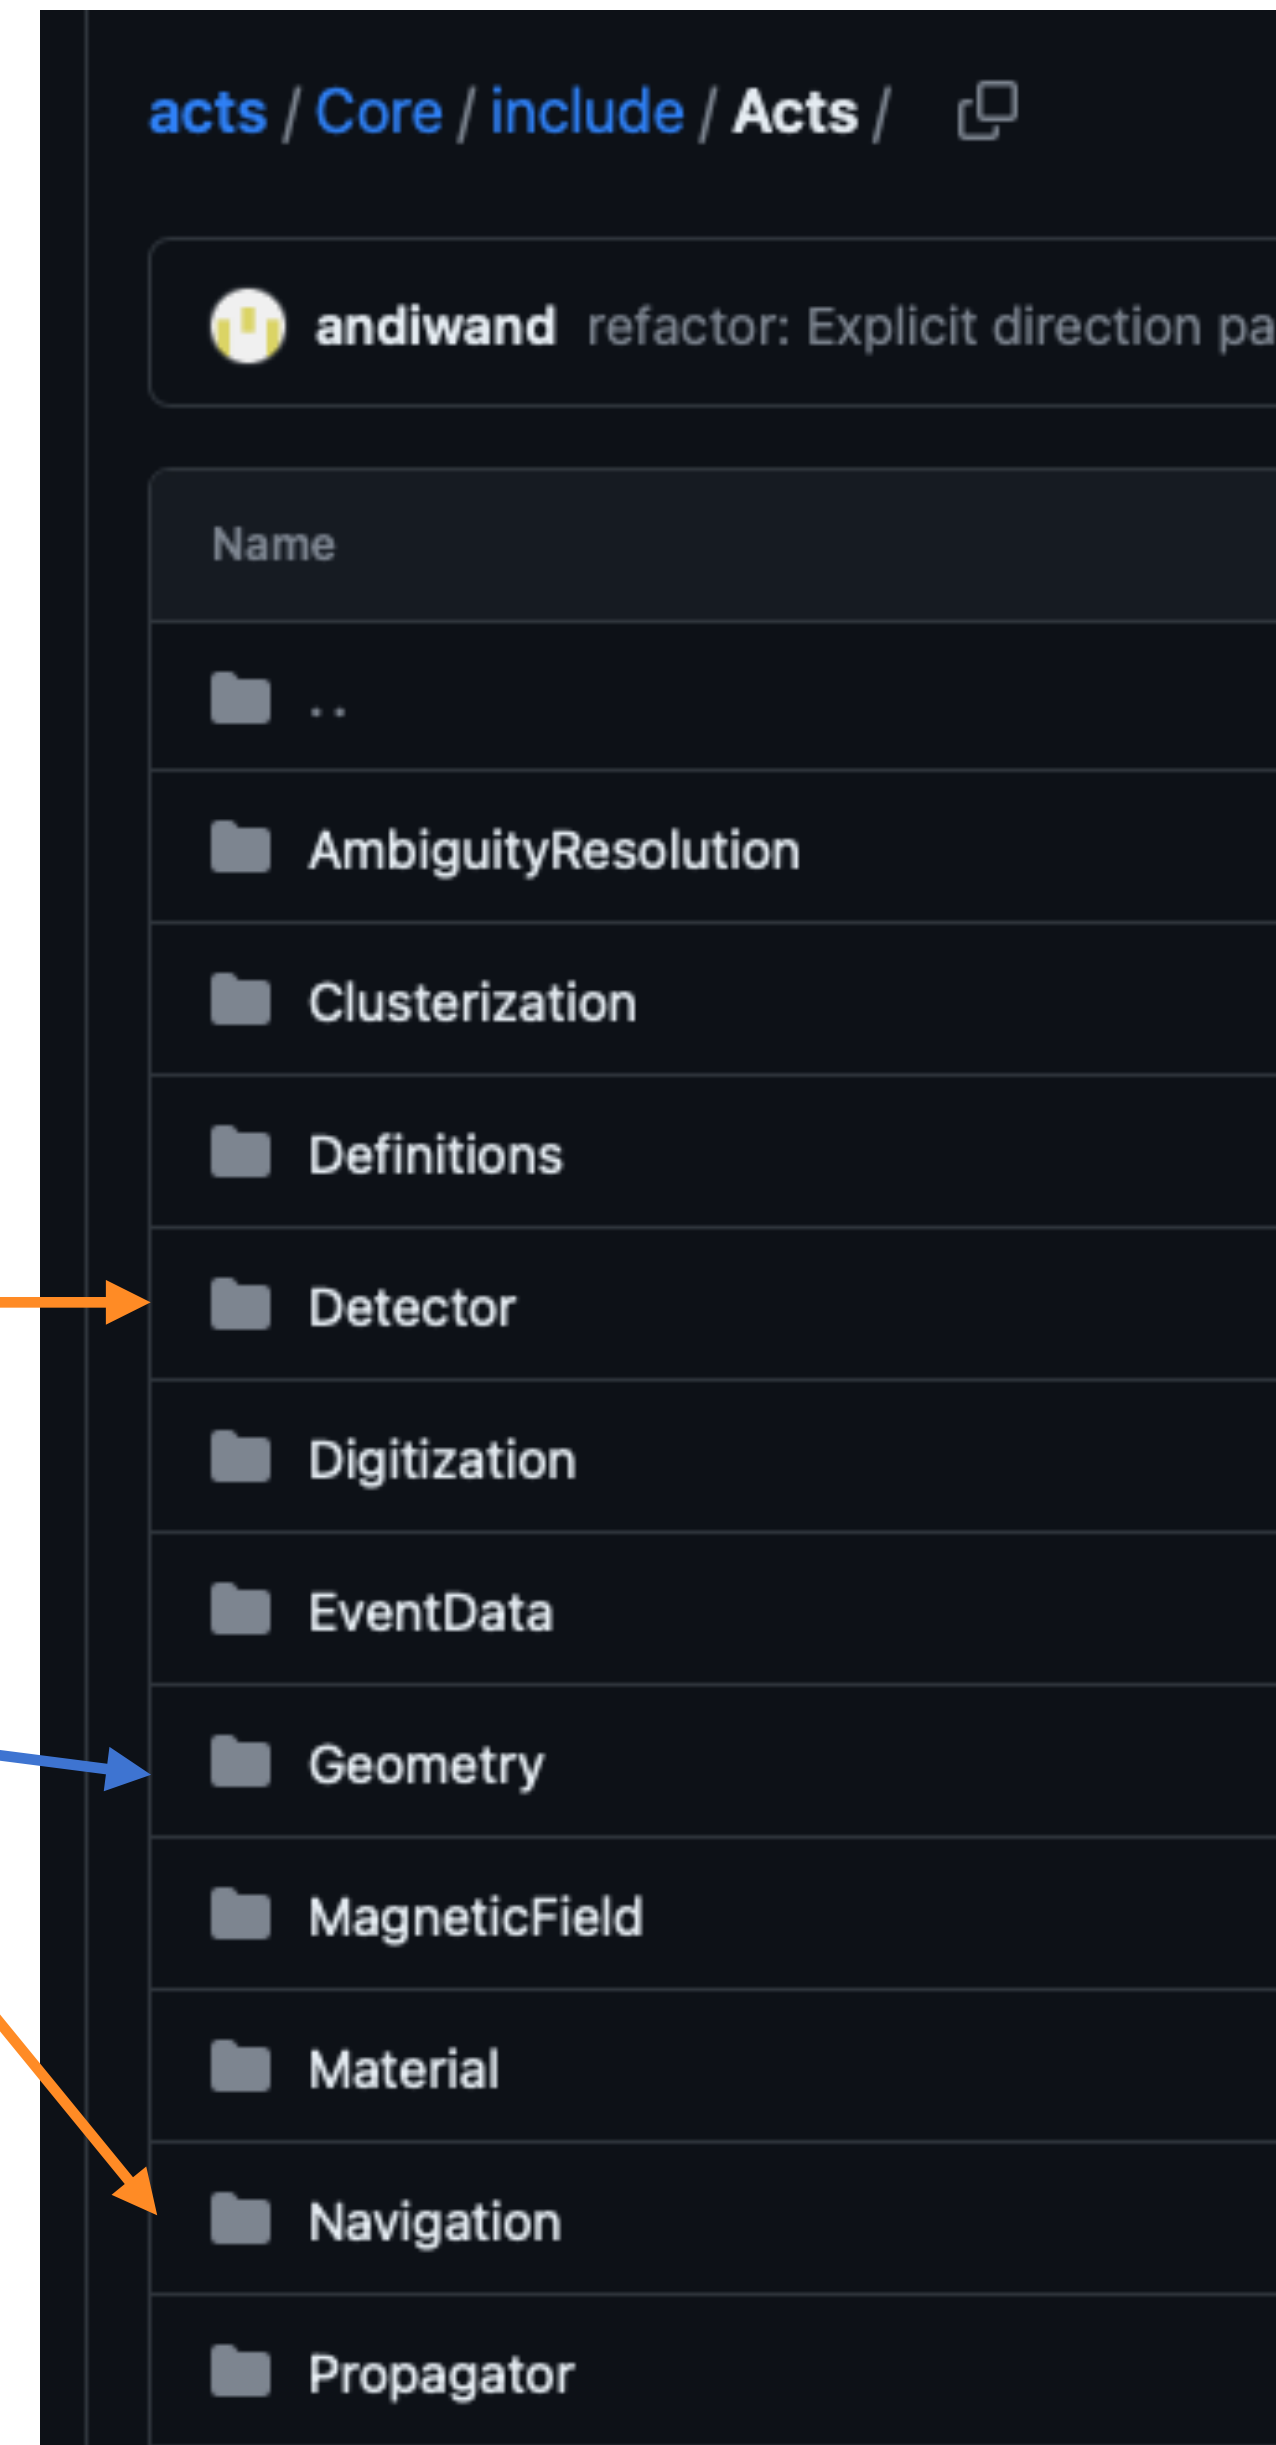 acts / Core / include / Acts /
andiwand refactor: Explicit direction pa
Name
..
AmbiguityResolution
Clusterization
Definitions
Detector
Digitization
EventData
Geometry
MagneticField
Material
Navigation
Propagator